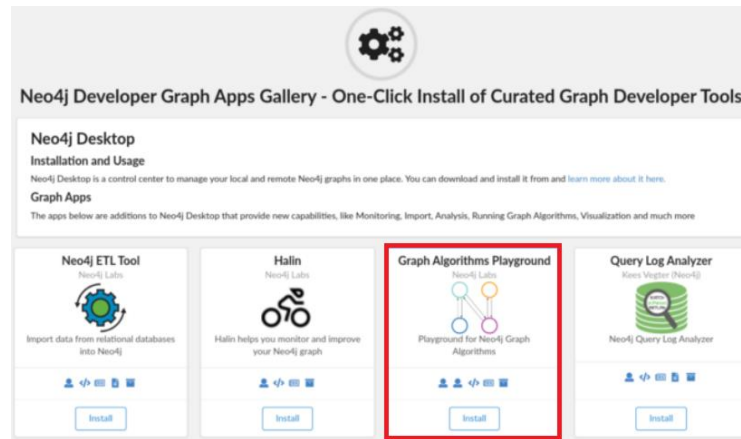 Neo4j Developer Graph Apps Gallery - One-Click Install of Curated Graph Developer Tools
Neo4j Desktop
Installation and Usage
Neo4j Desktop is a control center to manage your local and remote Neo4j graphs in one place. You can download and install it from and learn more about it here.
Graph Apps
The apps below are additions to Neo4j Desktop that provide new capabilities, like Monitoring, Import, Analysis, Running Graph Algorithms, Visualization and much more
Neo4j ETL Tool
Neo4j Labs
Import data from relational databases
into Neo4j
Install
Halin
Neo4j Labs
Halin helps you monitor and improve
your Neo4j graph
Install
Graph Algorithms Playground
Neo4j Labs
Playground for Neo4j Graph
Algorithms
Install
Query Log Analyzer
Kees Vegter (Neo4j)
Neo4j Query Log Analyzer
Install